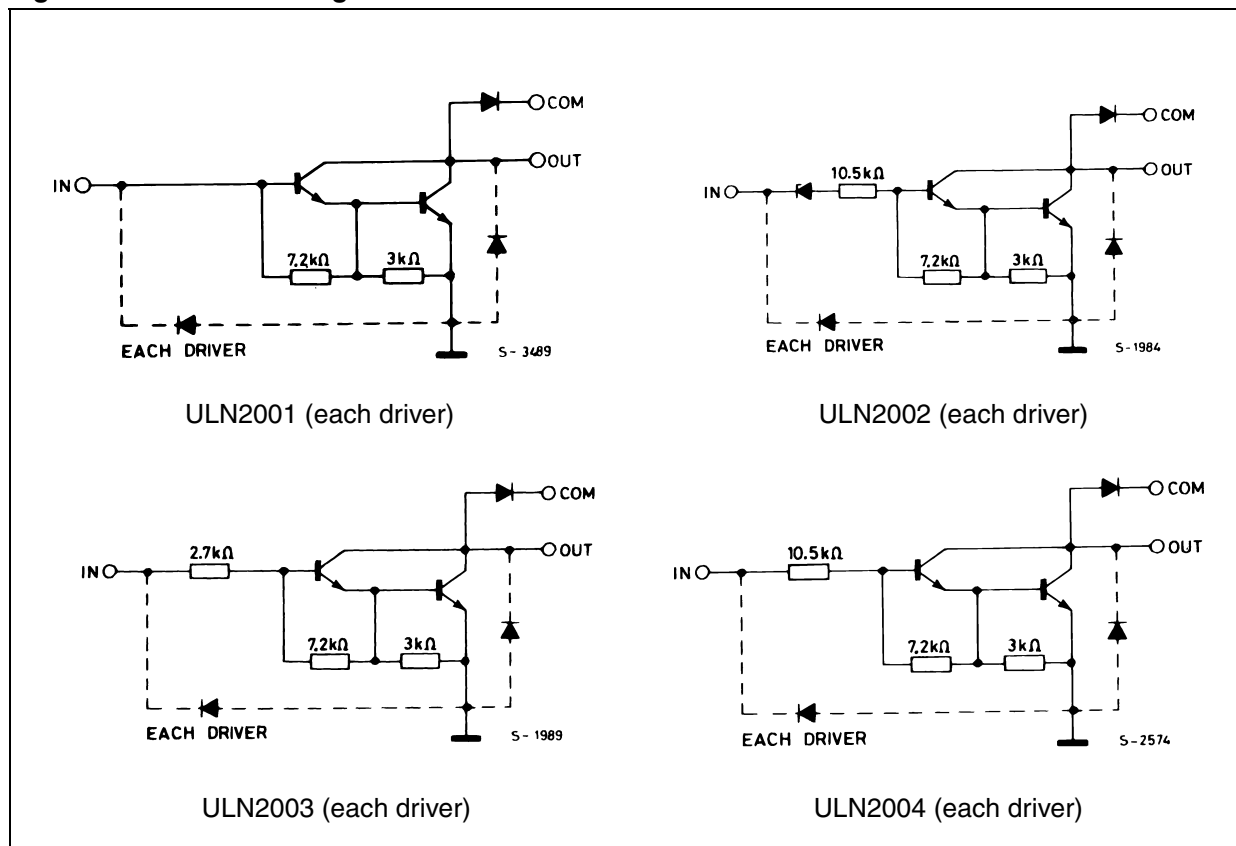 COM
OUT
IN
7.2kΩ
3kΩ
EACH DRIVER
S-3489
ULN2001 (each driver)
COM
OUT
10.5kΩ
IN
7.2kΩ
3kΩ
EACH DRIVER
S-1984
ULN2002 (each driver)
COM
OUT
2.7kΩ
IN
7.2kΩ
3kΩ
EACH DRIVER
S-1989
ULN2003 (each driver)
COM
OUT
10.5kΩ
IN
7.2kΩ
3kΩ
EACH DRIVER
S-2574
ULN2004 (each driver)